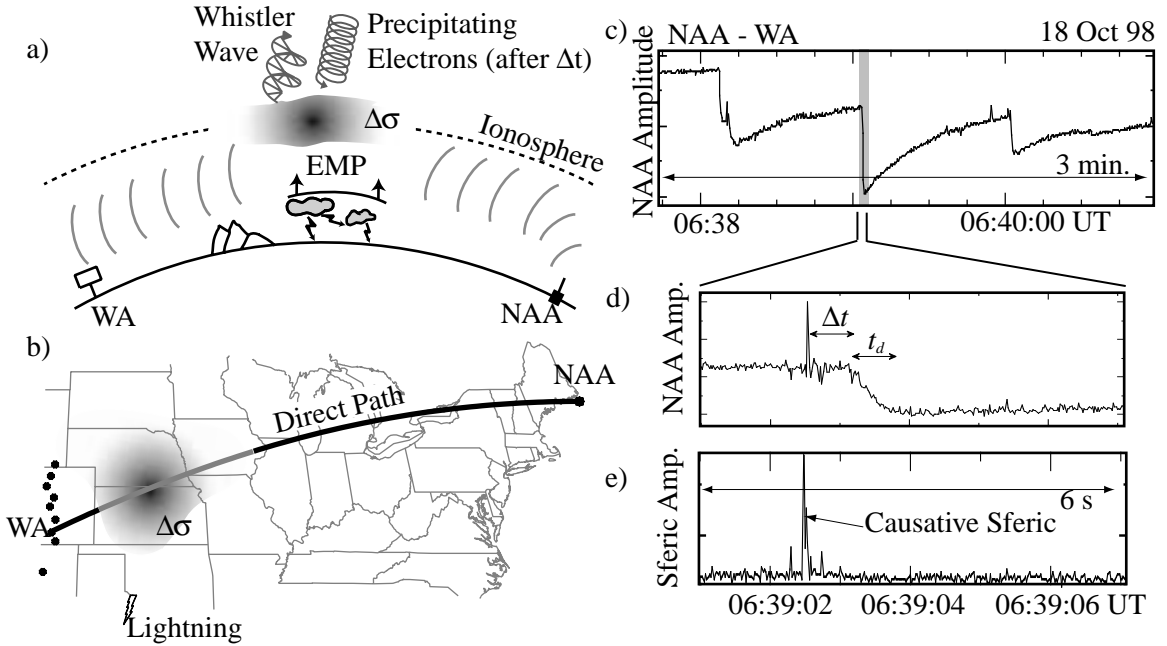 a)
Whistler
Wave
Precipitating
Electrons (after Δt)
Δσ
Ionosphere
EMP
WA
NAA
b)
NAA
Direct Path
WA
Δσ
Lightning
c)
NAA - WA
18 Oct 98
NAA Amplitude
3 min.
06:38
06:40:00 UT
d)
NAA Amp.
Δt
td
e)
Sferic Amp.
6 s
Causative Sferic
06:39:02
06:39:04
06:39:06 UT